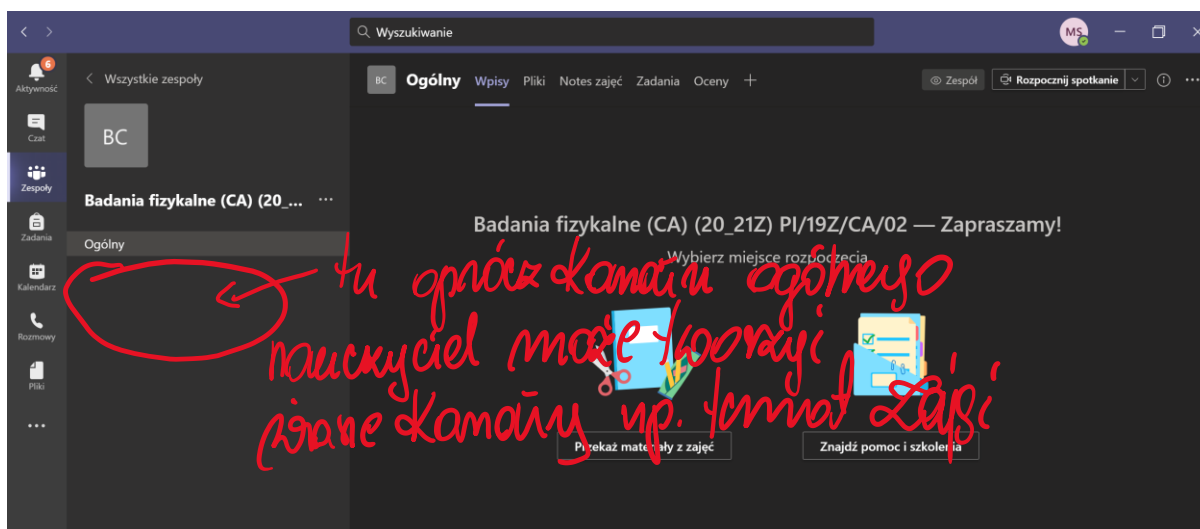 Wyszukiwanie
MS
6
Aktywność
Czat
Zespoły
Zadania
Kalendarz
Rozmowy
Pliki
Wszystkie zespoły
BC
Badania fizykalne (CA) (20_...
Ogólny
BC Ogólny Wpisy Pliki Notes zajęć Zadania Oceny
Zespół Rozpocznij spotkanie
Badania fizykalne (CA) (20_21Z) PI/19Z/CA/02 — Zapraszamy!
Wybierz miejsce rozpoczęcia
tu oprócz kanału ogólnego
nauczyciel może tworzyć
kanały np. temat zajęć
Przekaż materiały z zajęć
Znajdź pomoc i szkolenia